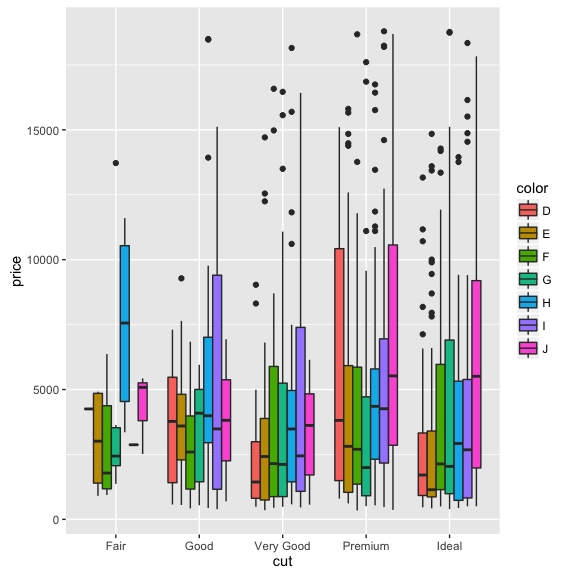 15000
10000
5000
0
price
Fair
Good
Very Good
Premium
Ideal
cut
color
D
E
F
G
H
I
J